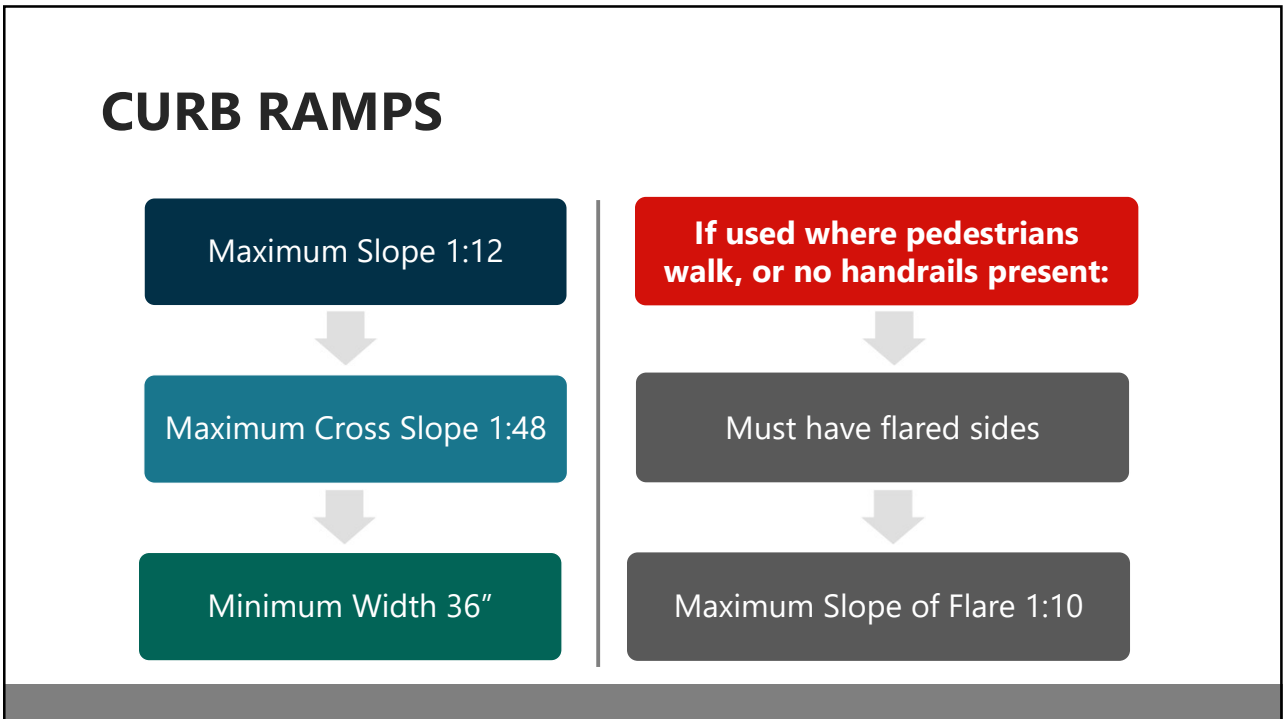 CURB RAMPS
Maximum Slope 1:12
Maximum Cross Slope 1:48
Minimum Width 36”
If used where pedestrians
walk, or no handrails present:
Must have flared sides
Maximum Slope of Flare 1:10